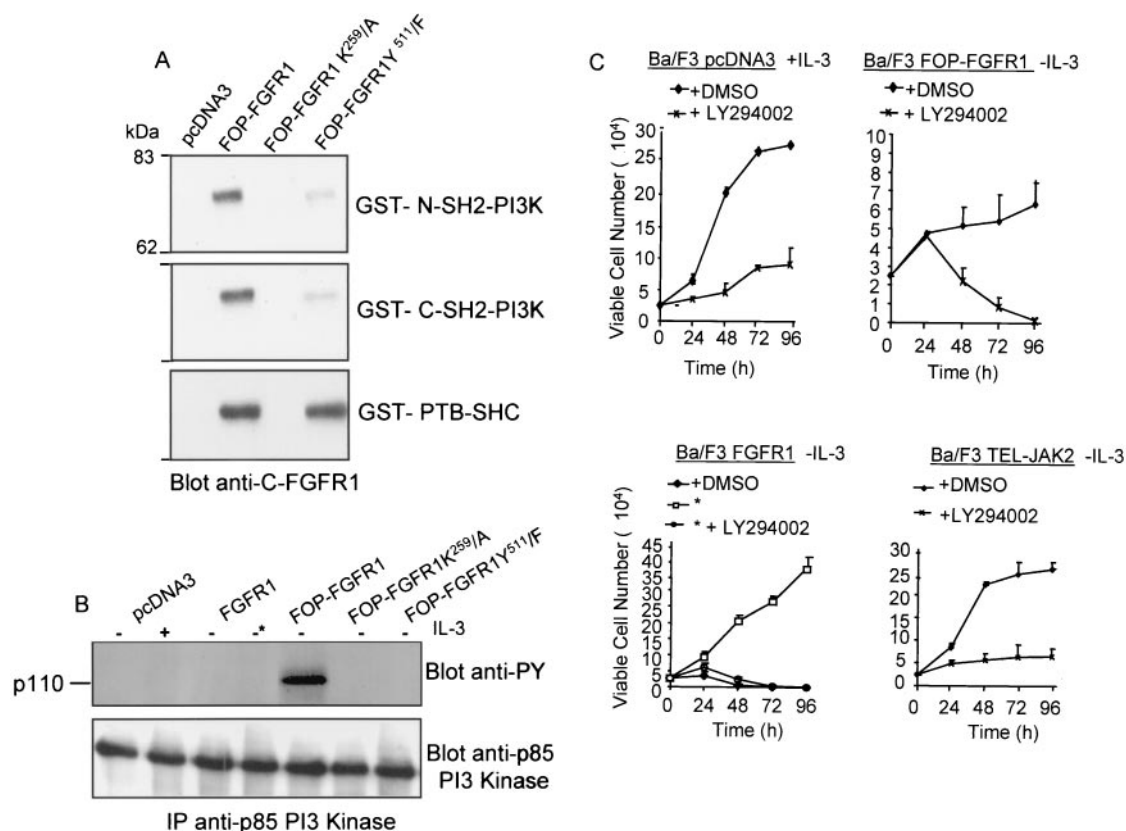 A
pcDNA3
FOP-FGFR1
FOP-FGFR1 K259/A
FOP-FGFR1Y 511/F
kDa
83
62
GST- N-SH2-PI3K
GST- C-SH2-PI3K
GST- PTB-SHC
Blot anti-C-FGFR1
B
pcDNA3
FGFR1
FOP-FGFR1
FOP-FGFR1K259/A
FOP-FGFR1Y511/F
- + - -* - - - IL-3
p110
Blot anti-PY
Blot anti-p85
PI3 Kinase
IP anti-p85 PI3 Kinase
C
Ba/F3 pcDNA3 +IL-3
+DMSO
+ LY294002
Viable Cell Number ( 10⁴)
30
25
20
15
10
5
0
0 24 48 72 96
Time (h)
Ba/F3 FOP-FGFR1 -IL-3
+DMSO
+ LY294002
10
9
8
7
6
5
4
3
2
1
0
0 24 48 72 96
Time (h)
Ba/F3 FGFR1 -IL-3
+DMSO
*
* + LY294002
Viable Cell Number ( 10⁴)
45
40
35
30
25
20
15
10
5
0
0 24 48 72 96
Time (h)
Ba/F3 TEL-JAK2 -IL-3
+DMSO
+LY294002
30
25
20
15
10
5
0
0 24 48 72 96
Time (h)